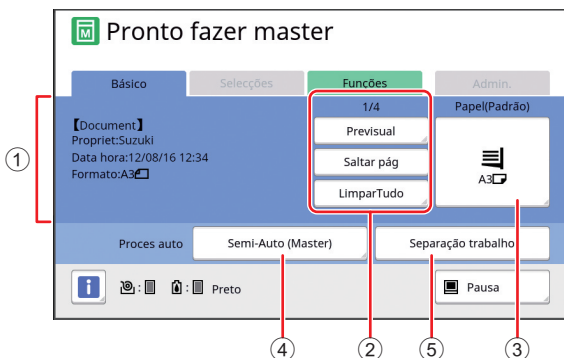 Pronto fazer master
Básico
Selecções
Funções
Admin.
【Document】
Propriet:Suzuki
Data hora:12/08/16 12:34
Formato:A3
1/4
Previsual
Saltar pág
LimparTudo
Papel(Padrão)
A3
Proces auto
Semi-Auto (Master)
Separação trabalho
i
: : Preto
Pausa
1
4
2
5
3